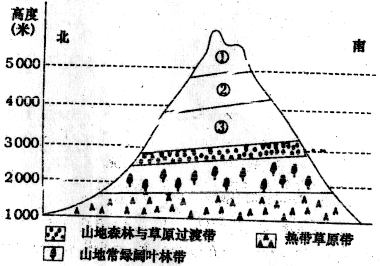 高度
(米)
北
南
①
5000
②
4000
③
3000
2000
1000
山地森林与草原过渡带
热带草原带
山地常绿阔叶林带